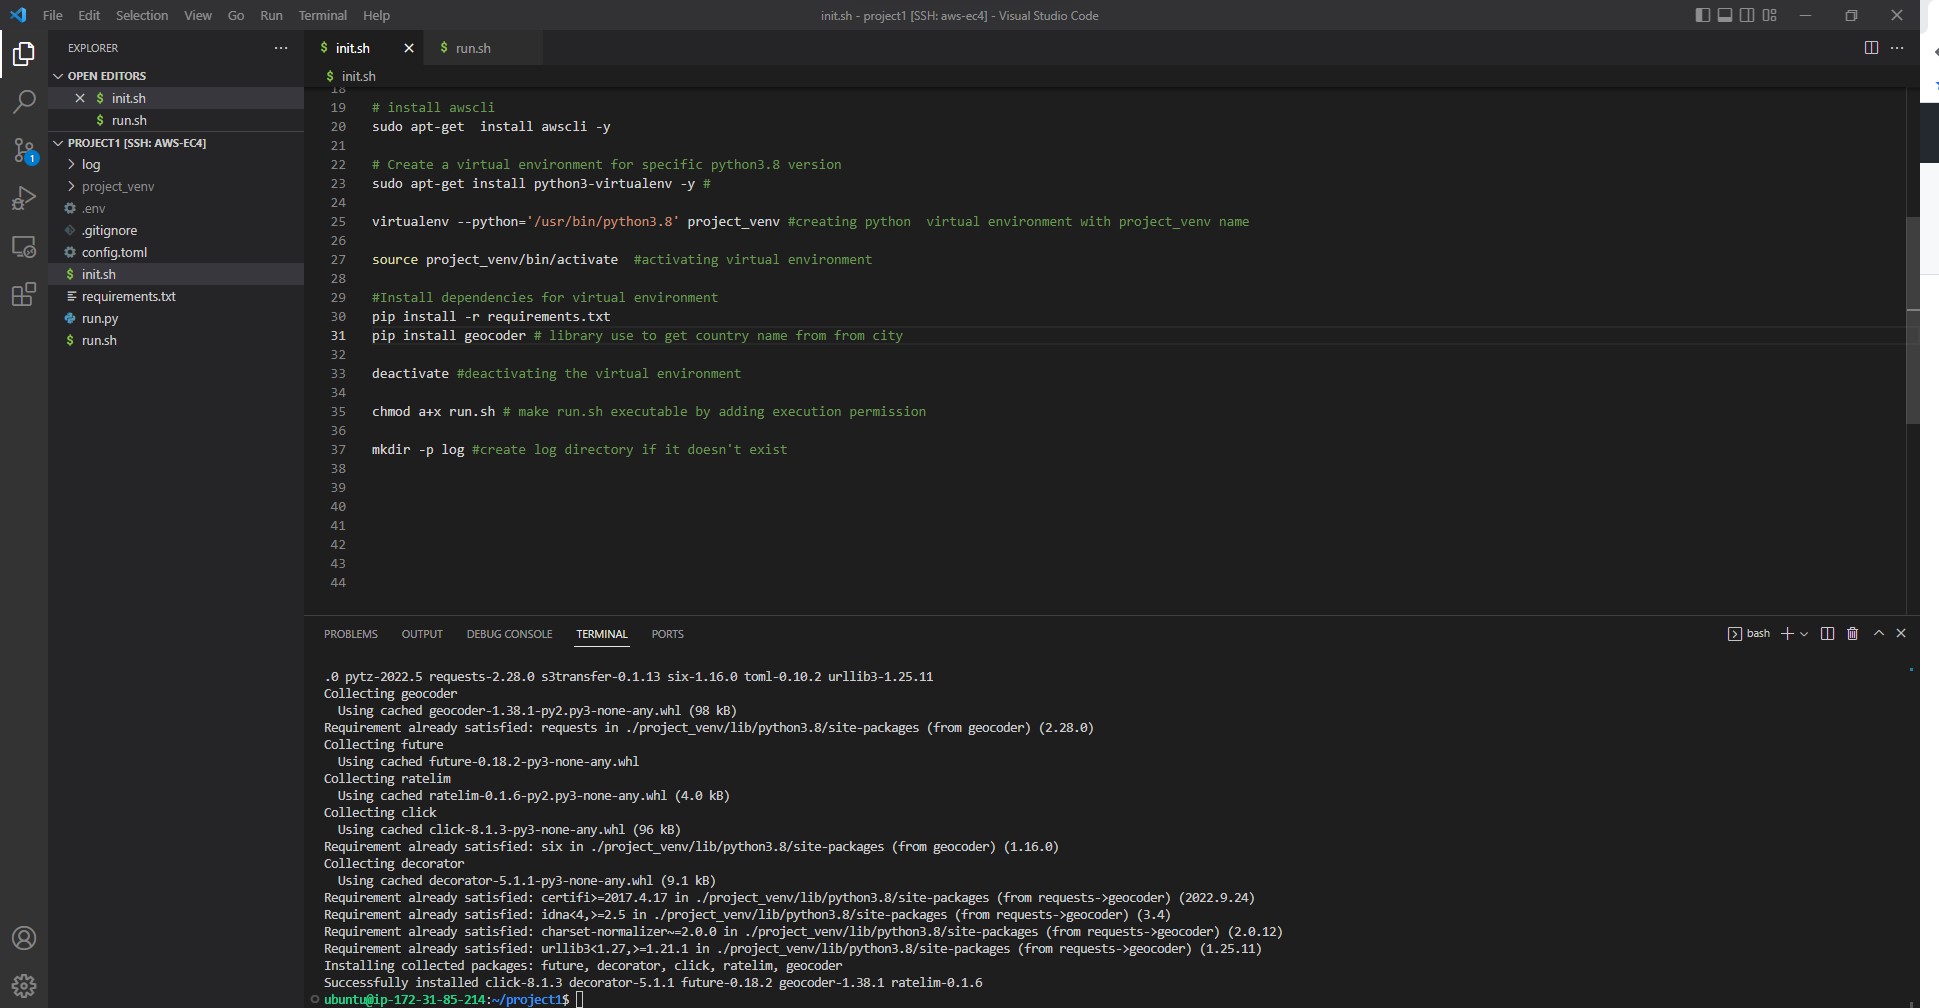 File Edit Selection View Go Run Terminal Help
init.sh - project1 [SSH: aws-ec4] - Visual Studio Code
EXPLORER
OPEN EDITORS
$ init.sh
$ run.sh
PROJECT1 [SSH: AWS-EC4]
log
project_venv
.env
.gitignore
config.toml
$ init.sh
requirements.txt
run.py
$ run.sh
1
$ init.sh
$ run.sh
$ init.sh
18
19 # install awscli
20 sudo apt-get  install awscli -y
21
22 # Create a virtual environment for specific python3.8 version
23 sudo apt-get install python3-virtualenv -y #
24
25 virtualenv --python='/usr/bin/python3.8' project_venv #creating python  virtual environment with project_venv name
26
27 source project_venv/bin/activate  #activating virtual environment
28
29 #Install dependencies for virtual environment
30 pip install -r requirements.txt
31 pip install geocoder # library use to get country name from from city
32
33 deactivate #deactivating the virtual environment
34
35 chmod a+x run.sh # make run.sh executable by adding execution permission
36
37 mkdir -p log #create log directory if it doesn't exist
38
39
40
41
42
43
44
PROBLEMS OUTPUT DEBUG CONSOLE TERMINAL PORTS
bash
.0 pytz-2022.5 requests-2.28.0 s3transfer-0.1.13 six-1.16.0 toml-0.10.2 urllib3-1.25.11
Collecting geocoder
  Using cached geocoder-1.38.1-py2.py3-none-any.whl (98 kB)
Requirement already satisfied: requests in ./project_venv/lib/python3.8/site-packages (from geocoder) (2.28.0)
Collecting future
  Using cached future-0.18.2-py3-none-any.whl
Collecting ratelim
  Using cached ratelim-0.1.6-py2.py3-none-any.whl (4.0 kB)
Collecting click
  Using cached click-8.1.3-py3-none-any.whl (96 kB)
Requirement already satisfied: six in ./project_venv/lib/python3.8/site-packages (from geocoder) (1.16.0)
Collecting decorator
  Using cached decorator-5.1.1-py3-none-any.whl (9.1 kB)
Requirement already satisfied: certifi>=2017.4.17 in ./project_venv/lib/python3.8/site-packages (from requests->geocoder) (2022.9.24)
Requirement already satisfied: idna<4,>=2.5 in ./project_venv/lib/python3.8/site-packages (from requests->geocoder) (3.4)
Requirement already satisfied: charset-normalizer~=2.0.0 in ./project_venv/lib/python3.8/site-packages (from requests->geocoder) (2.0.12)
Requirement already satisfied: urllib3<1.27,>=1.21.1 in ./project_venv/lib/python3.8/site-packages (from requests->geocoder) (1.25.11)
Installing collected packages: future, decorator, click, ratelim, geocoder
Successfully installed click-8.1.3 decorator-5.1.1 future-0.18.2 geocoder-1.38.1 ratelim-0.1.6
ubuntu@ip-172-31-85-214:~/project1$